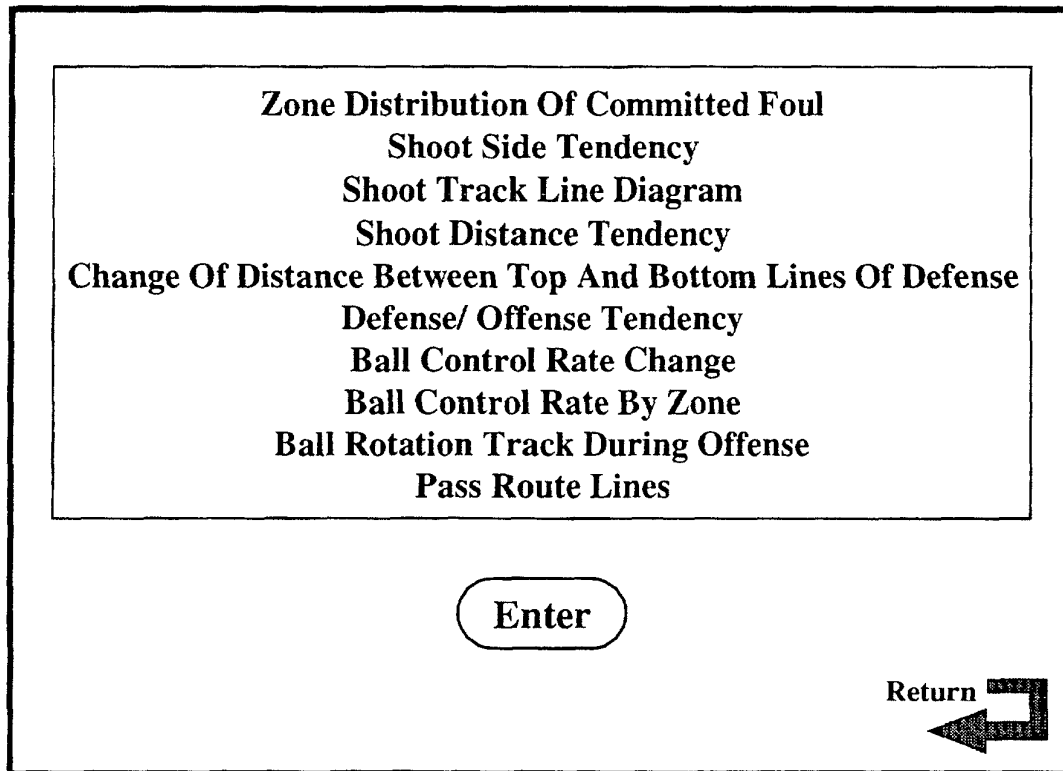 Zone Distribution Of Committed Foul
Shoot Side Tendency
Shoot Track Line Diagram
Shoot Distance Tendency
Change Of Distance Between Top And Bottom Lines Of Defense
Defense/ Offense Tendency
Ball Control Rate Change
Ball Control Rate By Zone
Ball Rotation Track During Offense
Pass Route Lines
Enter
Return